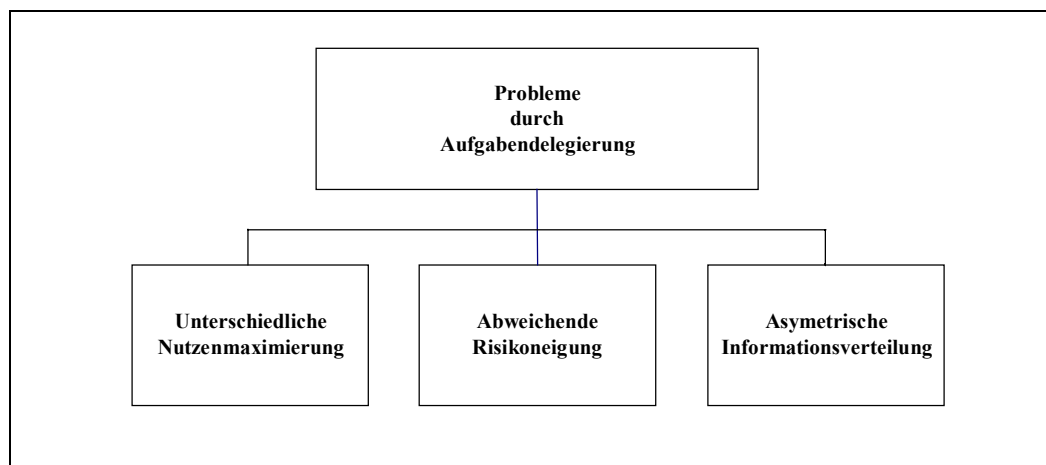 Probleme
durch
Aufgabendelegierung
Unterschiedliche
Nutzenmaximierung
Abweichende
Risikoneigung
Asymetrische
Informationsverteilung